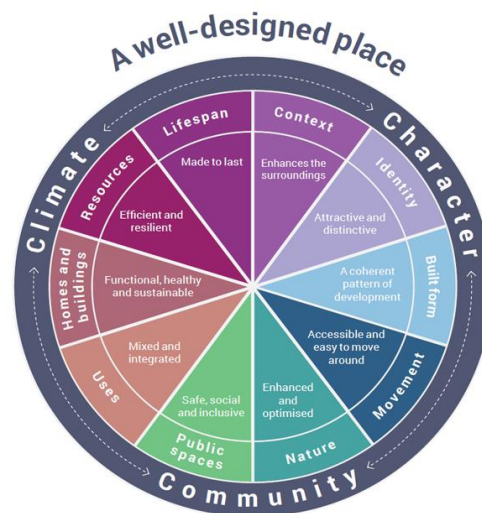 A well-designed place
Climate
Character
Community
Context
Enhances the
surroundings
Identity
Attractive and
distinctive
Built form
A coherent
pattern of
development
Movement
Accessible and
easy to move
around
Nature
Enhanced
and
optimised
Public
spaces
Safe, social
and inclusive
Uses
Mixed and
integrated
Homes and
buildings
Functional, healthy
and sustainable
Resources
Efficient and
resilient
Lifespan
Made to last